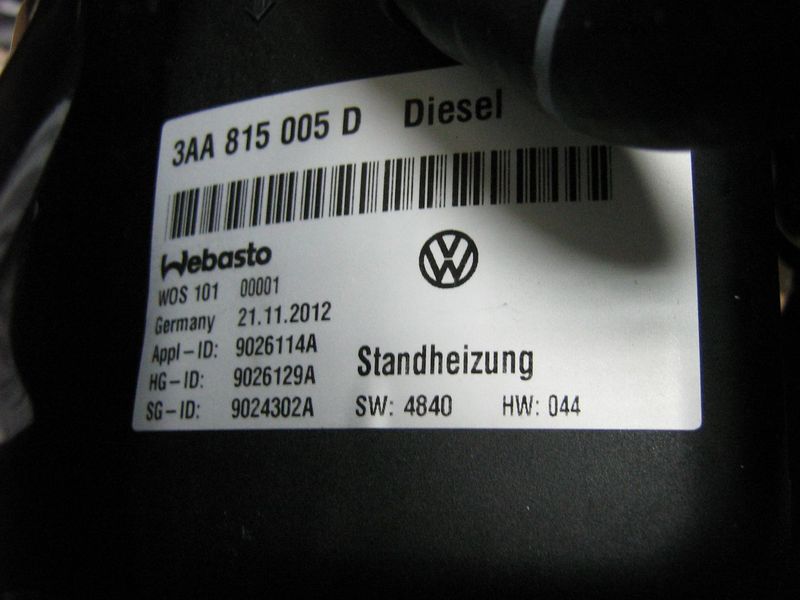 3AA 815 005 D Diesel
Webasto
WOS 101 00001
Germany 21.11.2012
Appl-ID: 9026114A
HG-ID: 9026129A
SG-ID: 9024302A
VW
Standheizung
SW: 4840 HW: 044